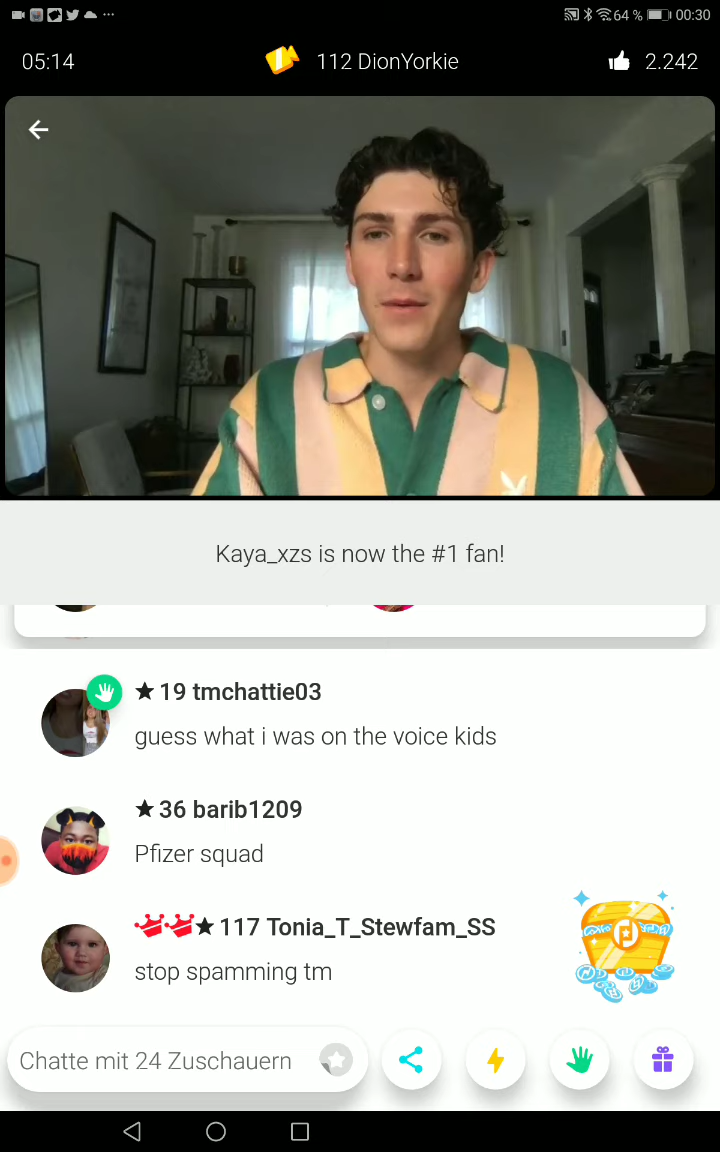 64 % 00:30
05:14 112 DionYorkie 2.242
Kaya_xzs is now the #1 fan!
19 tmchattie03
guess what i was on the voice kids
36 barib1209
Pfizer squad
117 Tonia_T_Stewfam_SS
stop spamming tm
Chatte mit 24 Zuschauern